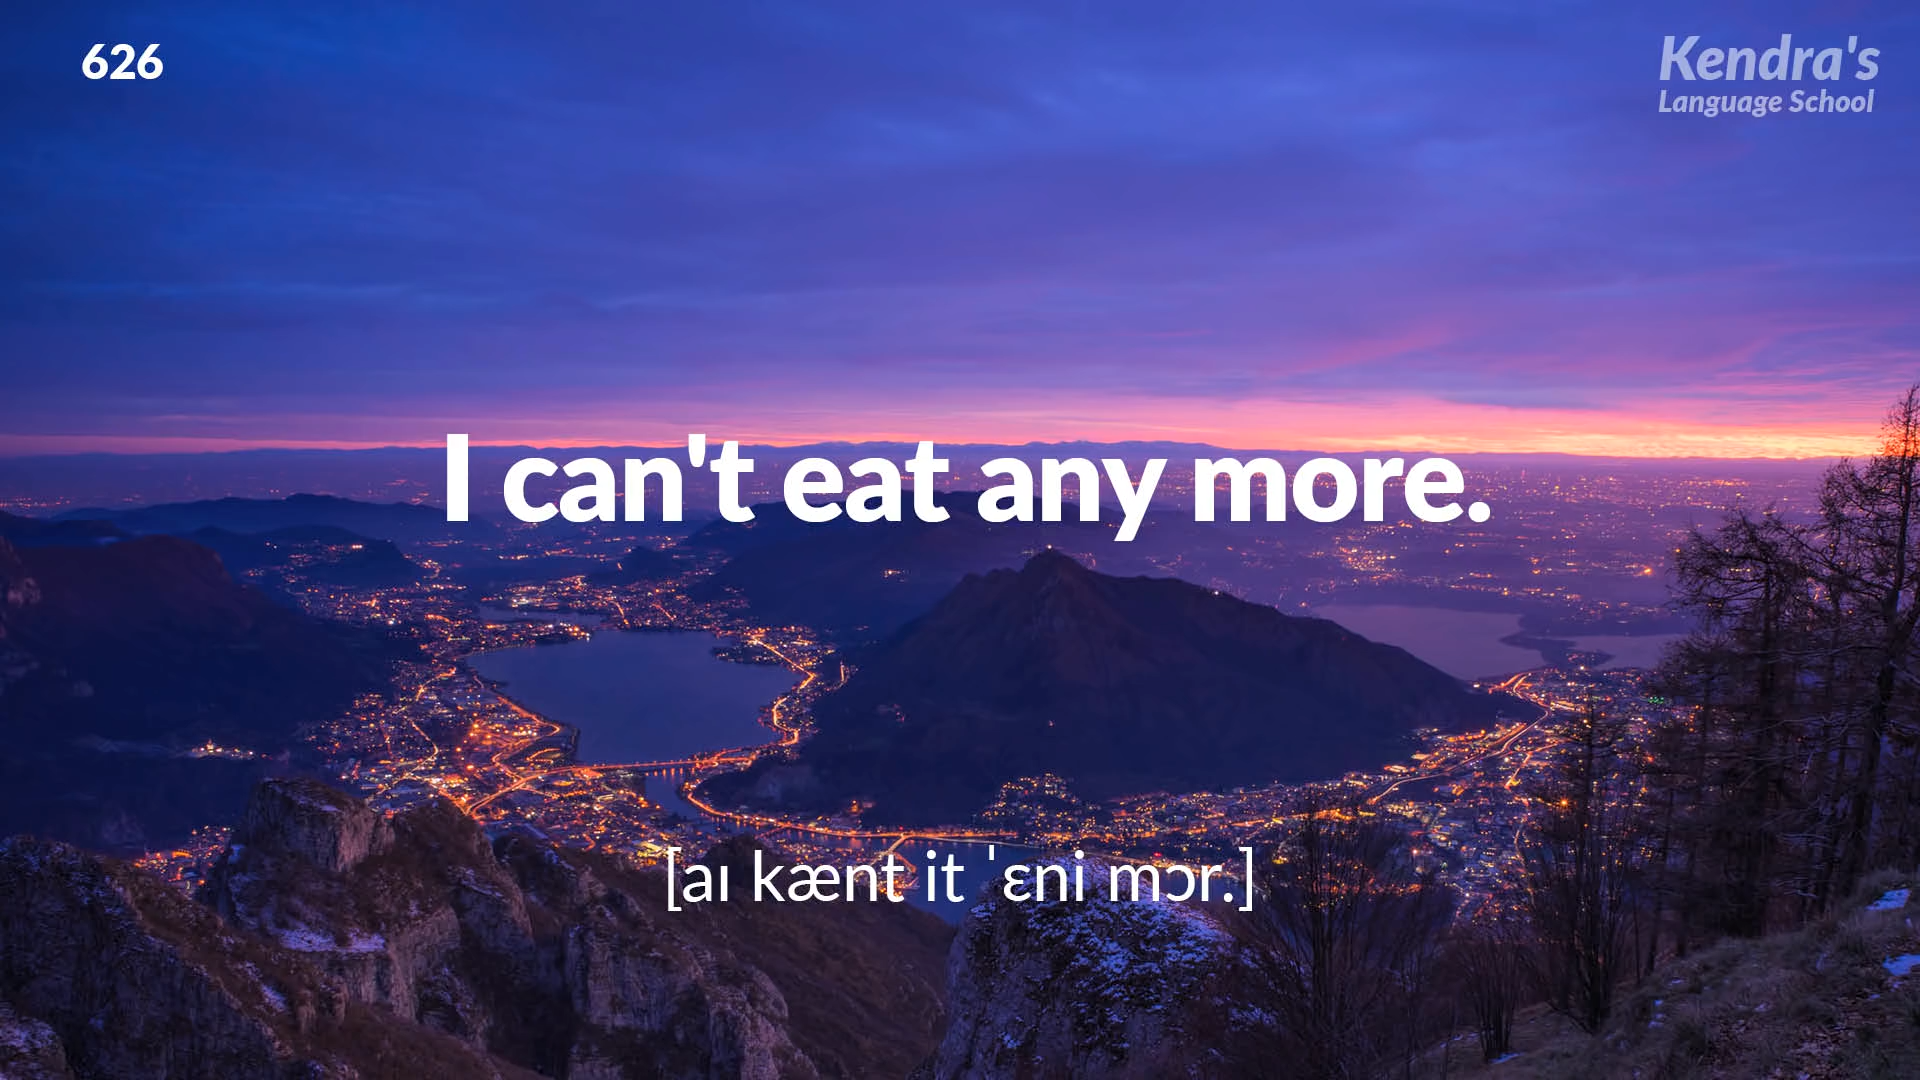 626
Kendra's
Language School
I can't eat any more.
[aɪ kænt it ˈɛni mɔr.]